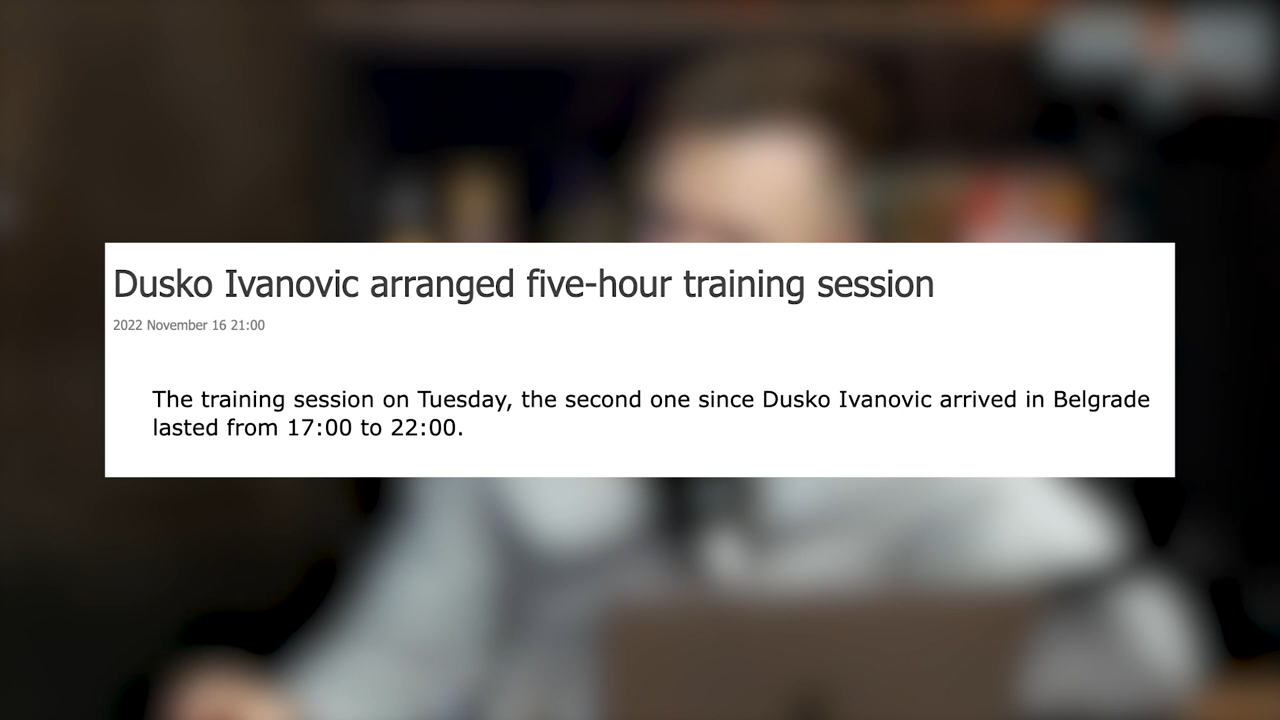 Dusko Ivanovic arranged five-hour training session
2022 November 16 21:00
The training session on Tuesday, the second one since Dusko Ivanovic arrived in Belgrade
lasted from 17:00 to 22:00.